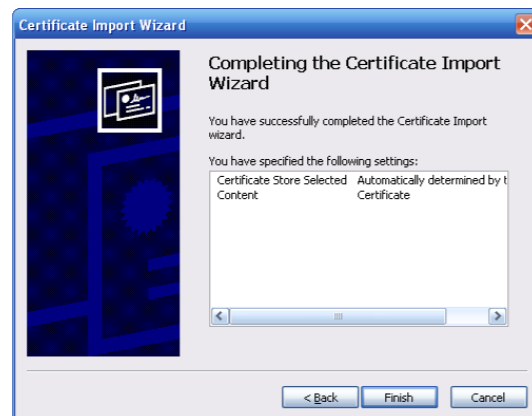 Certificate Import Wizard
Completing the Certificate Import
Wizard
You have successfully completed the Certificate Import
wizard.
You have specified the following settings:
Certificate Store Selected Automatically determined by t
Content Certificate
< Back Finish Cancel